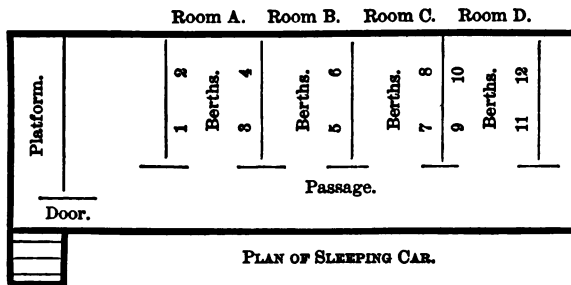 Room A. Room B. Room C. Room D.
Platform.
2 4 6 8 10 12
Berths. Berths. Berths. Berths.
1 3 5 7 9 11
Passage.
Door.
PLAN OF SLEEPING CAR.